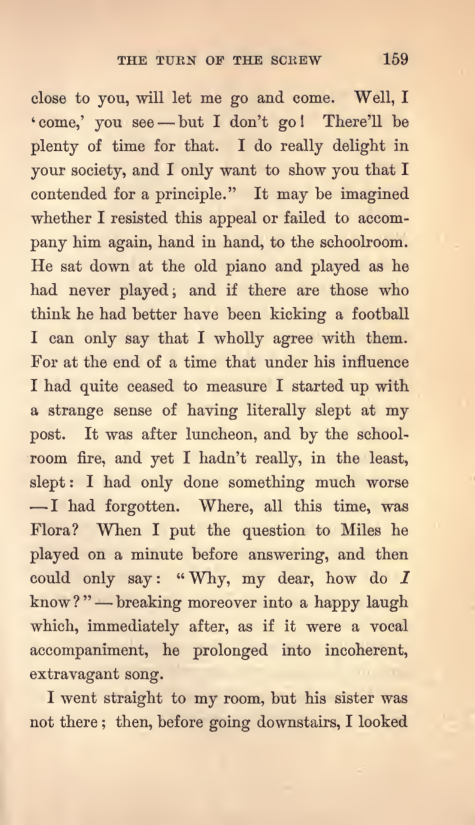 THE TURN OF THE SCREW 159
close to you, will let me go and come. Well, I
‘come,’ you see — but I don’t go! There’ll be
plenty of time for that. I do really delight in
your society, and I only want to show you that I
contended for a principle.” It may be imagined
whether I resisted this appeal or failed to accom-
pany him again, hand in hand, to the schoolroom.
He sat down at the old piano and played as he
had never played; and if there are those who
think he had better have been kicking a football
I can only say that I wholly agree with them.
For at the end of a time that under his influence
I had quite ceased to measure I started up with
a strange sense of having literally slept at my
post. It was after luncheon, and by the school-
room fire, and yet I hadn’t really, in the least,
slept: I had only done something much worse
— I had forgotten. Where, all this time, was
Flora? When I put the question to Miles he
played on a minute before answering, and then
could only say: “Why, my dear, how do I
know?” — breaking moreover into a happy laugh
which, immediately after, as if it were a vocal
accompaniment, he prolonged into incoherent,
extravagant song.
I went straight to my room, but his sister was
not there; then, before going downstairs, I looked